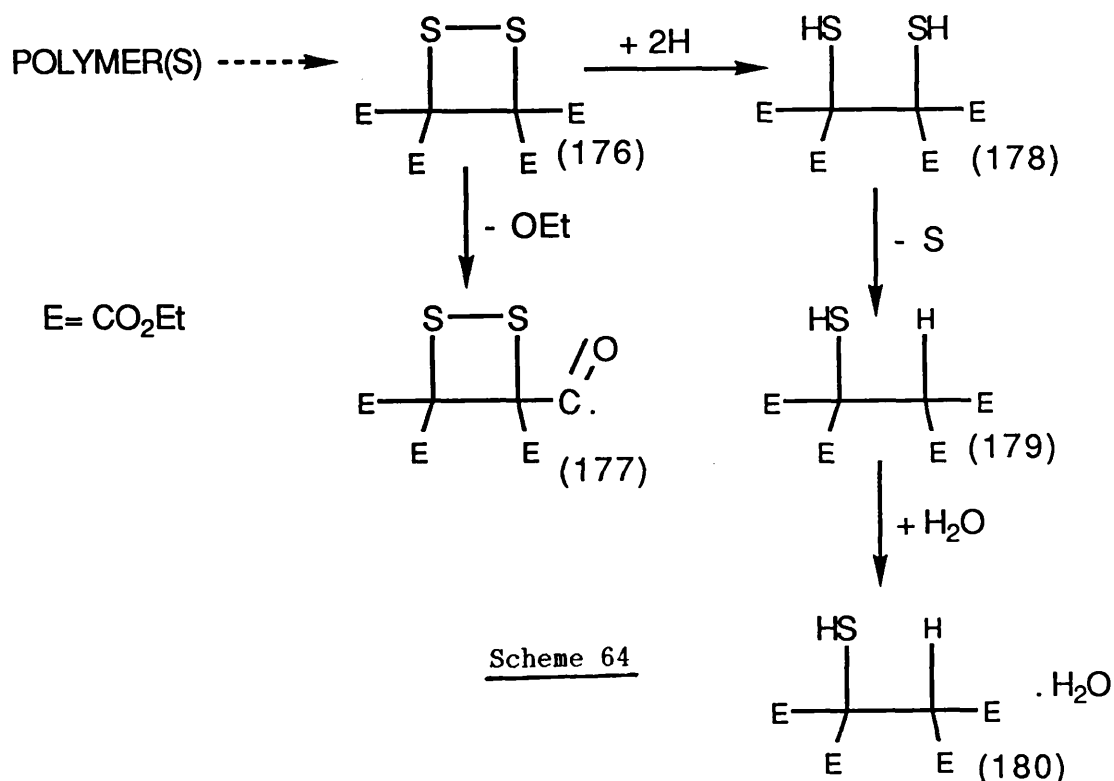 POLYMER(S)
S — S
E
E
E
E
(176)
+ 2H
HS
SH
E
E
E
E
(178)
- OEt
- S
E= CO₂Et
S — S
O
C.
E
E
E
(177)
HS
H
E
E
E
E
(179)
+ H₂O
Scheme 64
HS
H
E
E
E
E
. H₂O
(180)